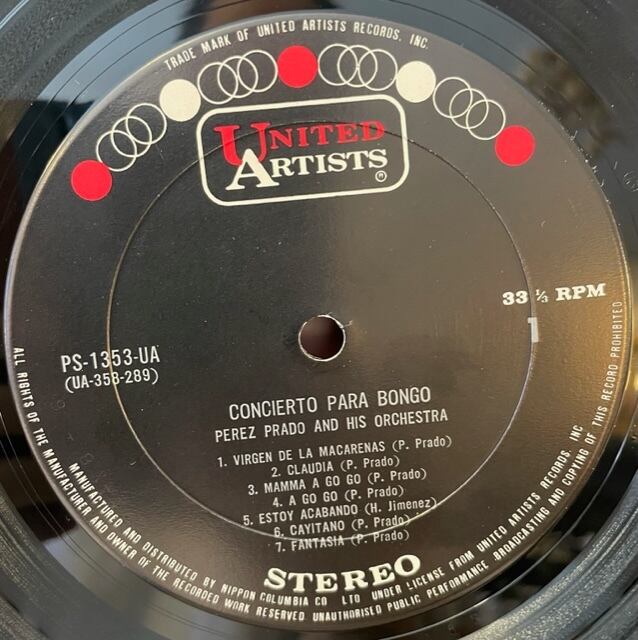 TRADE MARK OF UNITED ARTISTS RECORDS, INC.
UNITED
ARTISTS
®
33 ⅓ RPM
1
PS-1353-UA
(UA-358-289)
CONCIERTO PARA BONGO
PEREZ PRADO AND HIS ORCHESTRA
1. VIRGEN DE LA MACARENAS (P. Prado)
2. CLAUDIA (P. Prado)
3. MAMMA A GO GO (P. Prado)
4. A GO GO (P. Prado)
5. ESTOY ACABANDO (H. Jimenez)
6. CAYITANO (P. Prado)
7. FANTASIA (P. Prado)
STEREO
MANUFACTURED AND DISTRIBUTED BY NIPPON COLUMBIA CO LTD UNDER LICENSE FROM UNITED ARTISTS RECORDS, INC
ALL RIGHTS OF THE MANUFACTURER AND OWNER OF THE RECORDED WORK RESERVED UNAUTHORISED PUBLIC PERFORMANCE BROADCASTING AND COPYING OF THIS RECORD PROHIBITED